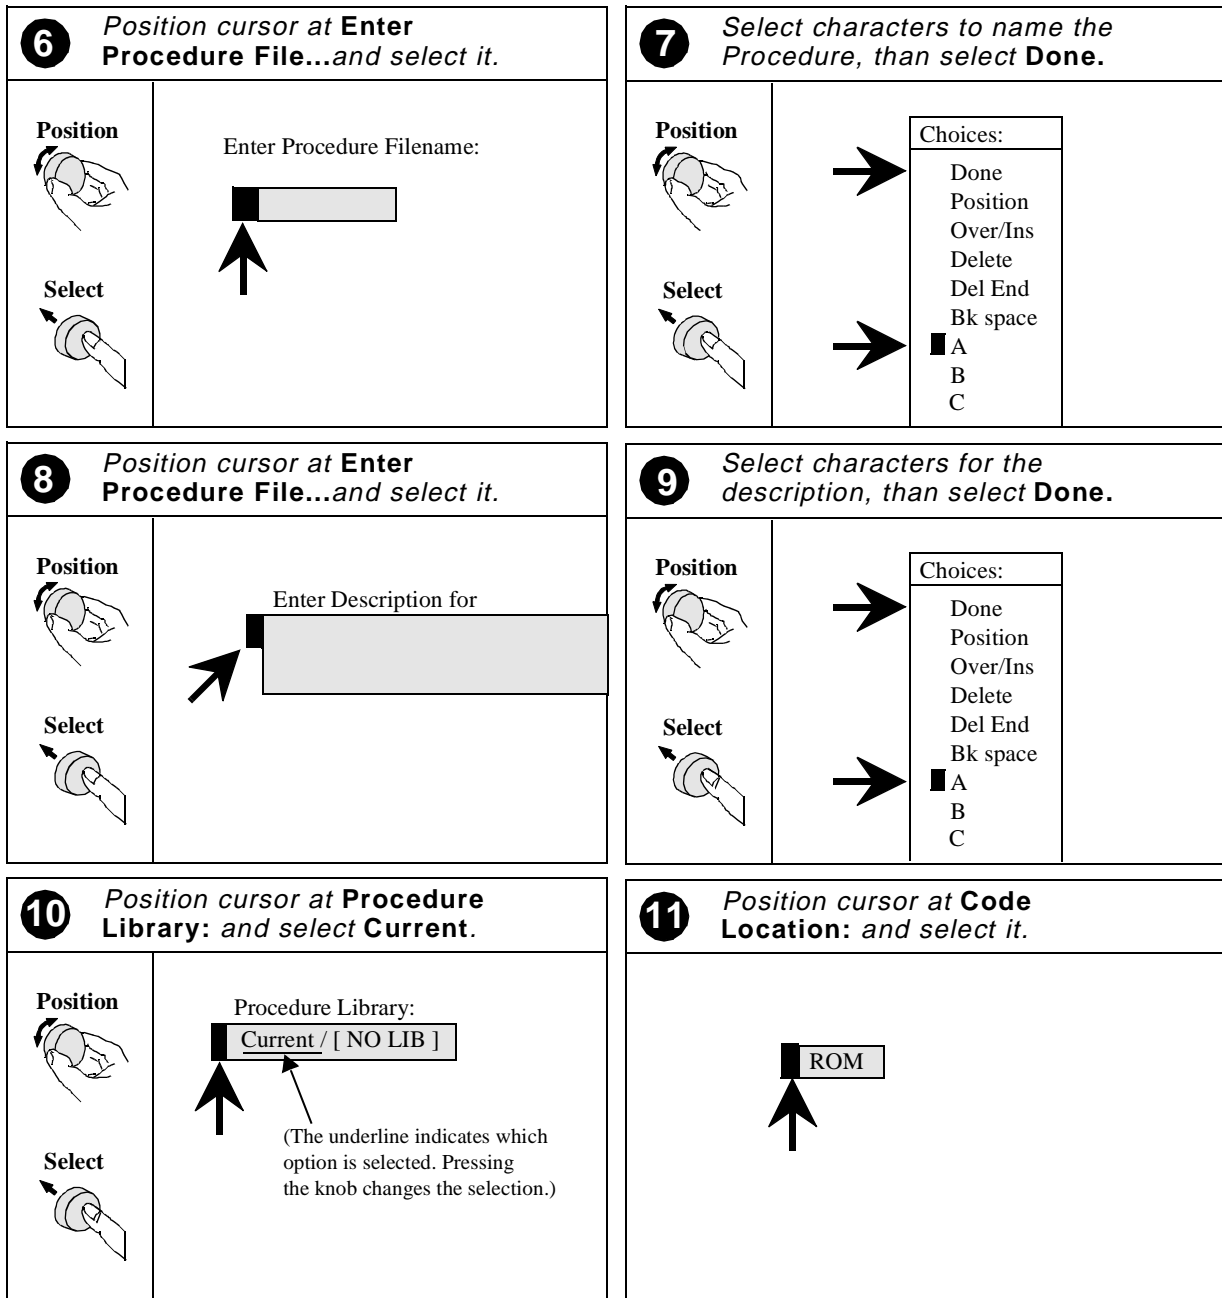 6
Position cursor at Enter
Procedure File...and select it.
Position
Select
Enter Procedure Filename:
7
Select characters to name the
Procedure, than select Done.
Position
Select
Choices:
Done
Position
Over/Ins
Delete
Del End
Bk space
A
B
C
8
Position cursor at Enter
Procedure File...and select it.
Position
Select
Enter Description for
9
Select characters for the
description, than select Done.
Position
Select
Choices:
Done
Position
Over/Ins
Delete
Del End
Bk space
A
B
C
10
Position cursor at Procedure
Library: and select Current.
Position
Select
Procedure Library:
Current / [ NO LIB ]
(The underline indicates which
option is selected. Pressing
the knob changes the selection.)
11
Position cursor at Code
Location: and select it.
ROM